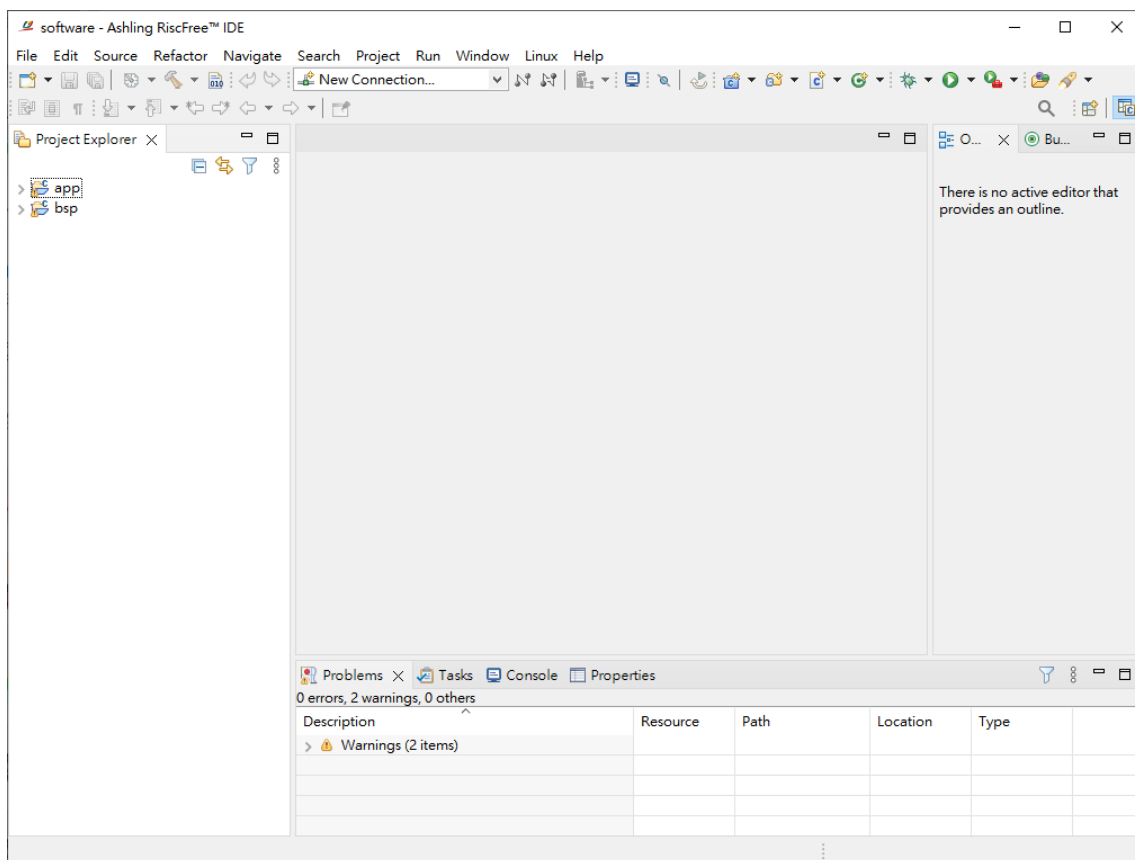 software - Ashling RiscFree™ IDE
File Edit Source Refactor Navigate Search Project Run Window Linux Help
New Connection...
Project Explorer
O... Bu...
app
bsp
There is no active editor that
provides an outline.
Problems Tasks Console Properties
0 errors, 2 warnings, 0 others
Description Resource Path Location Type
Warnings (2 items)